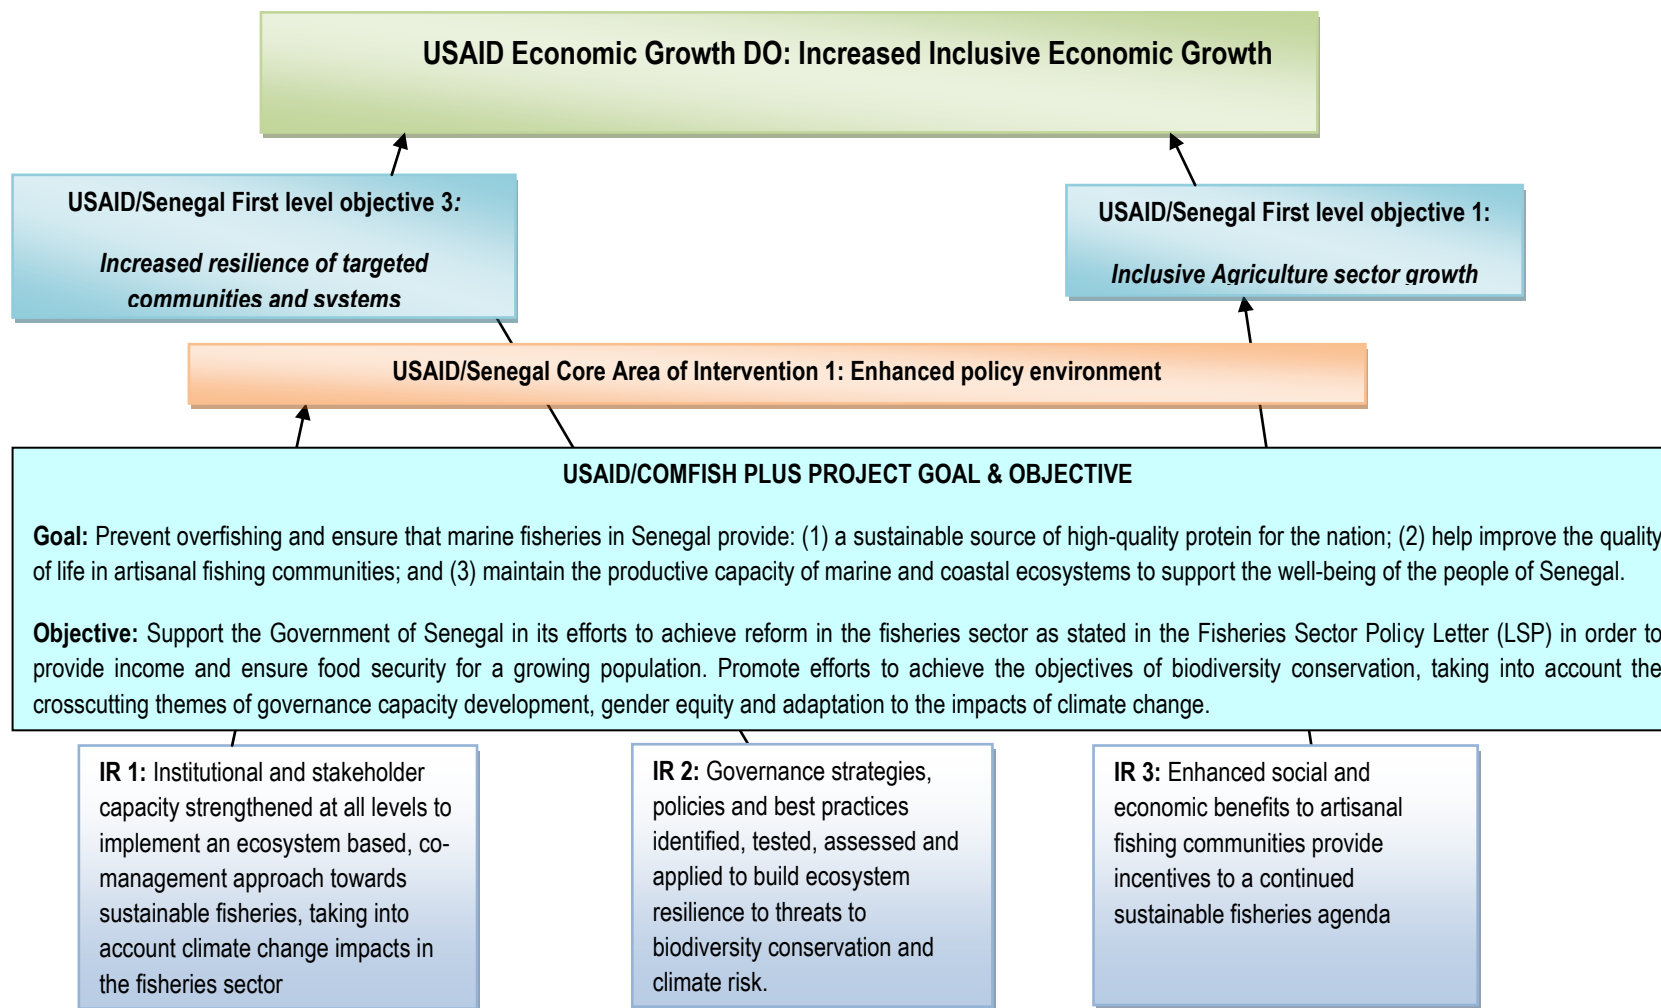 USAID Economic Growth DO: Increased Inclusive Economic Growth
USAID/Senegal First level objective 3:
Increased resilience of targeted
communities and systems
USAID/Senegal First level objective 1:
Inclusive Agriculture sector growth
USAID/Senegal Core Area of Intervention 1: Enhanced policy environment
USAID/COMFISH PLUS PROJECT GOAL & OBJECTIVE
Goal: Prevent overfishing and ensure that marine fisheries in Senegal provide: (1) a sustainable source of high-quality protein for the nation; (2) help improve the quality
of life in artisanal fishing communities; and (3) maintain the productive capacity of marine and coastal ecosystems to support the well-being of the people of Senegal.
Objective: Support the Government of Senegal in its efforts to achieve reform in the fisheries sector as stated in the Fisheries Sector Policy Letter (LSP) in order to
provide income and ensure food security for a growing population. Promote efforts to achieve the objectives of biodiversity conservation, taking into account the
crosscutting themes of governance capacity development, gender equity and adaptation to the impacts of climate change.
IR 1: Institutional and stakeholder
capacity strengthened at all levels to
implement an ecosystem based, co-
management approach towards
sustainable fisheries, taking into
account climate change impacts in
the fisheries sector
IR 2: Governance strategies,
policies and best practices
identified, tested, assessed and
applied to build ecosystem
resilience to threats to
biodiversity conservation and
climate risk.
IR 3: Enhanced social and
economic benefits to artisanal
fishing communities provide
incentives to a continued
sustainable fisheries agenda